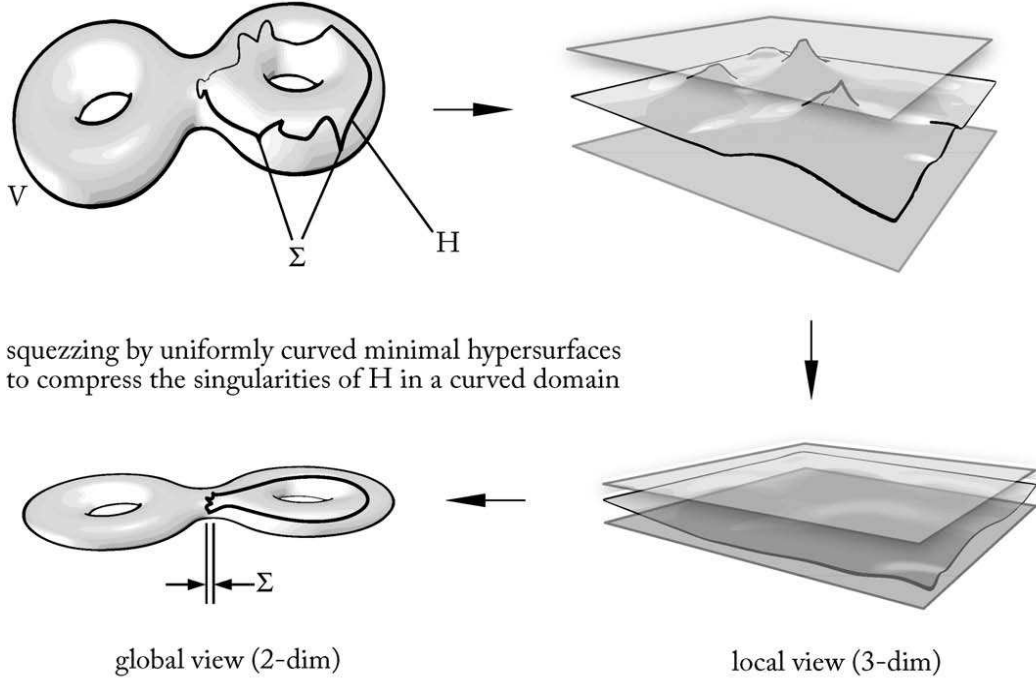 V
Σ
H
squezzing by uniformly curved minimal hypersurfaces
to compress the singularities of H in a curved domain
Σ
global view (2-dim)
local view (3-dim)